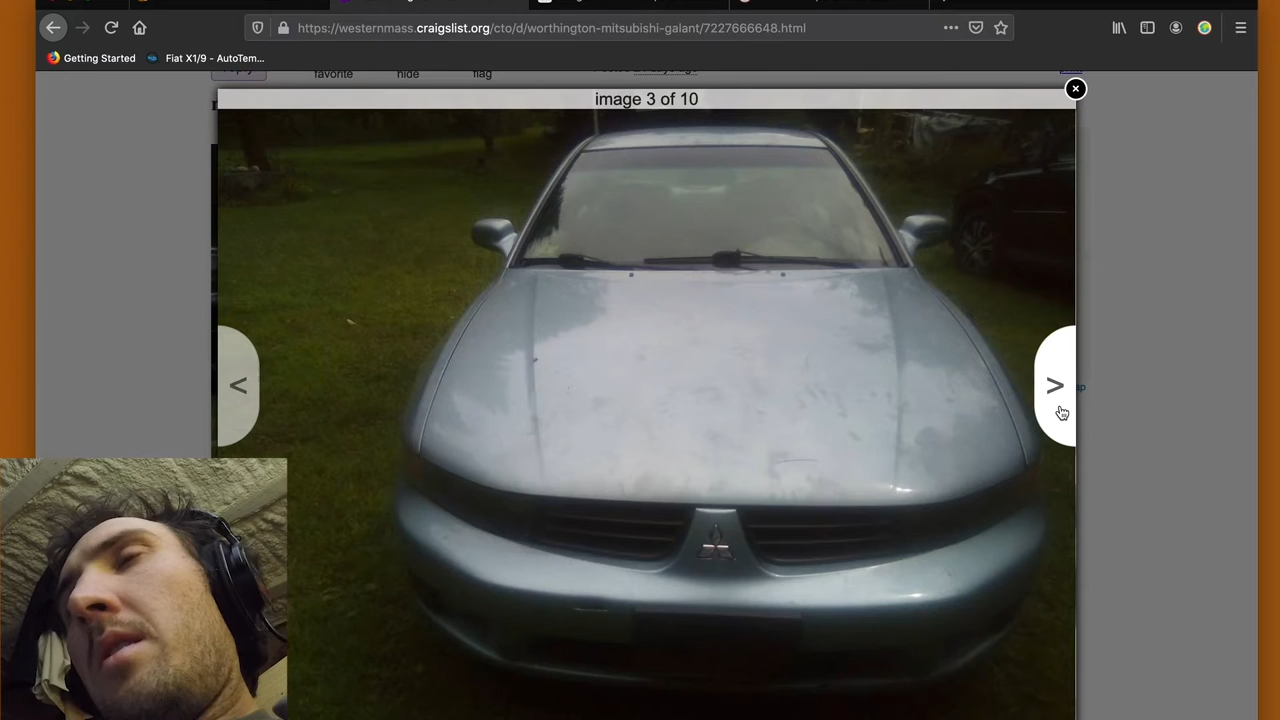 https://westernmass.craigslist.org/cto/d/worthington-mitsubishi-galant/7227666648.html
Getting Started
Fiat X1/9 - AutoTem...
favorite
hide
flag
image 3 of 10